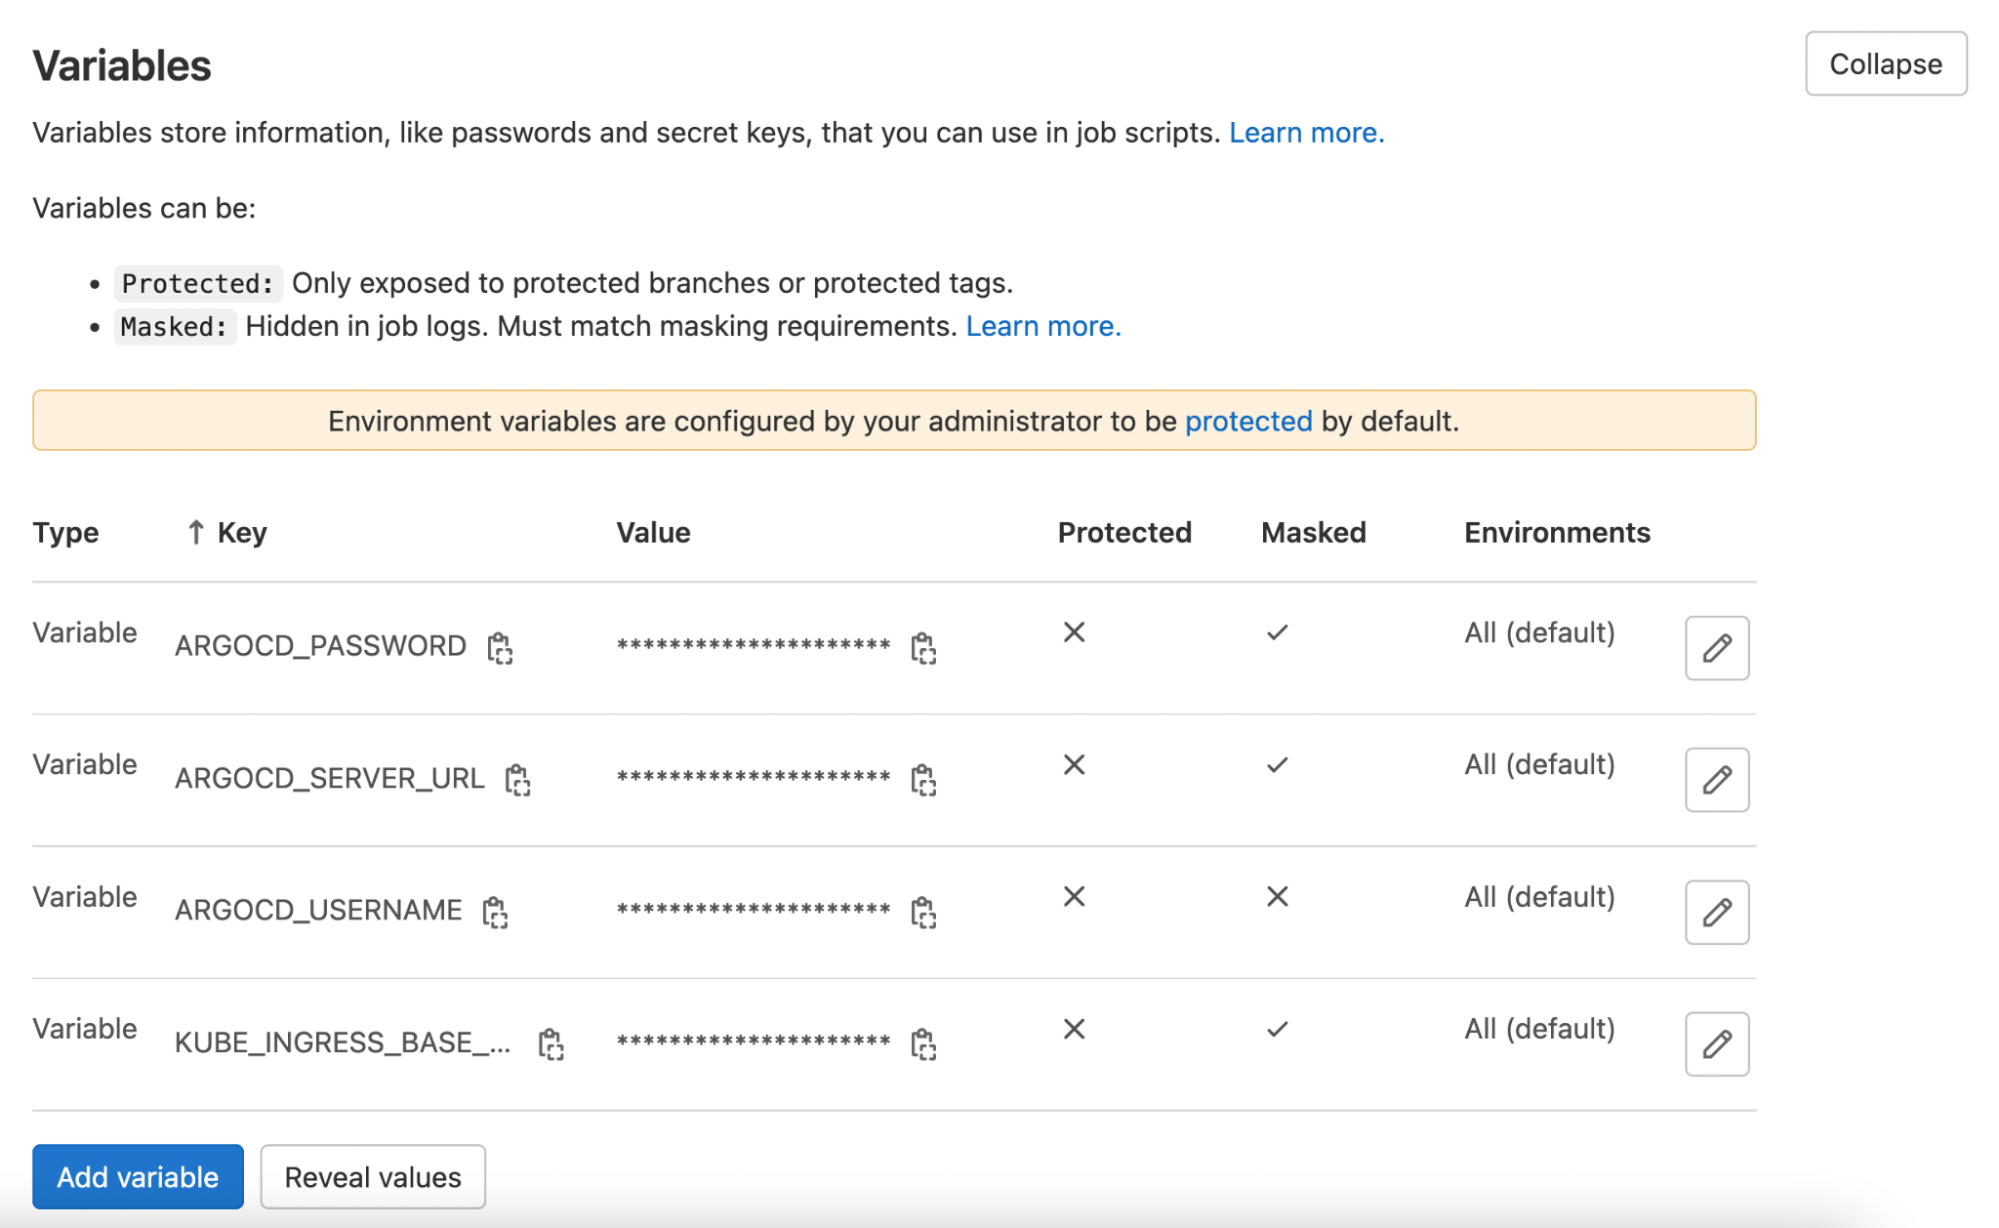 Variables
Collapse
Variables store information, like passwords and secret keys, that you can use in job scripts. Learn more.
Variables can be:
• Protected: Only exposed to protected branches or protected tags.
• Masked: Hidden in job logs. Must match masking requirements. Learn more.
Environment variables are configured by your administrator to be protected by default.
Type ↑ Key Value Protected Masked Environments
Variable ARGOCD_PASSWORD ********************* All (default)
Variable ARGOCD_SERVER_URL ********************* All (default)
Variable ARGOCD_USERNAME ********************* All (default)
Variable KUBE_INGRESS_BASE_... ********************* All (default)
Add variable Reveal values